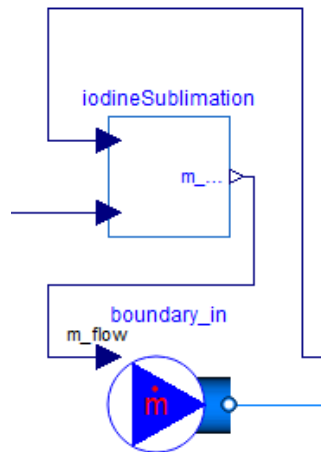 iodineSublimation
m_...
boundary_in
m_flow
ṁ